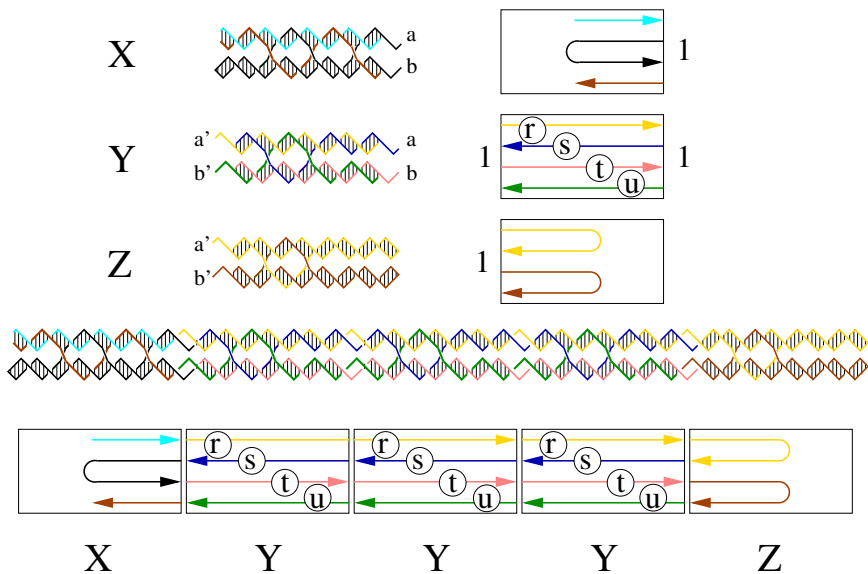 X a b 1
Y a' b' a b 1 r s t u 1
Z a' b' 1
r s t u r s t u r s t u
X Y Y Y Z